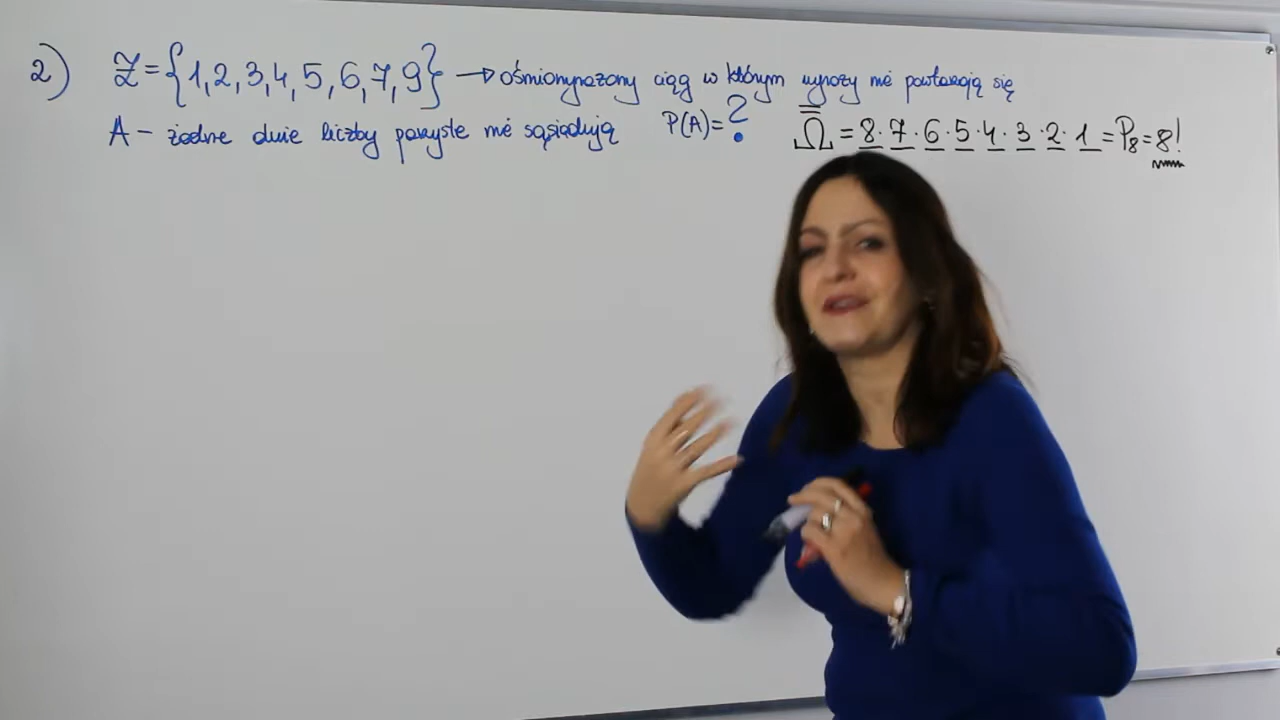 2) Z={1,2,3,4,5,6,7,9} → ośmiowyrazowy ciąg w którym wyrazy nie powtarzają się
A - żadne dwie liczby parzyste nie sąsiadują P(A)=? Ω̿ = 8·7·6·5·4·3·2·1=P₈=8!